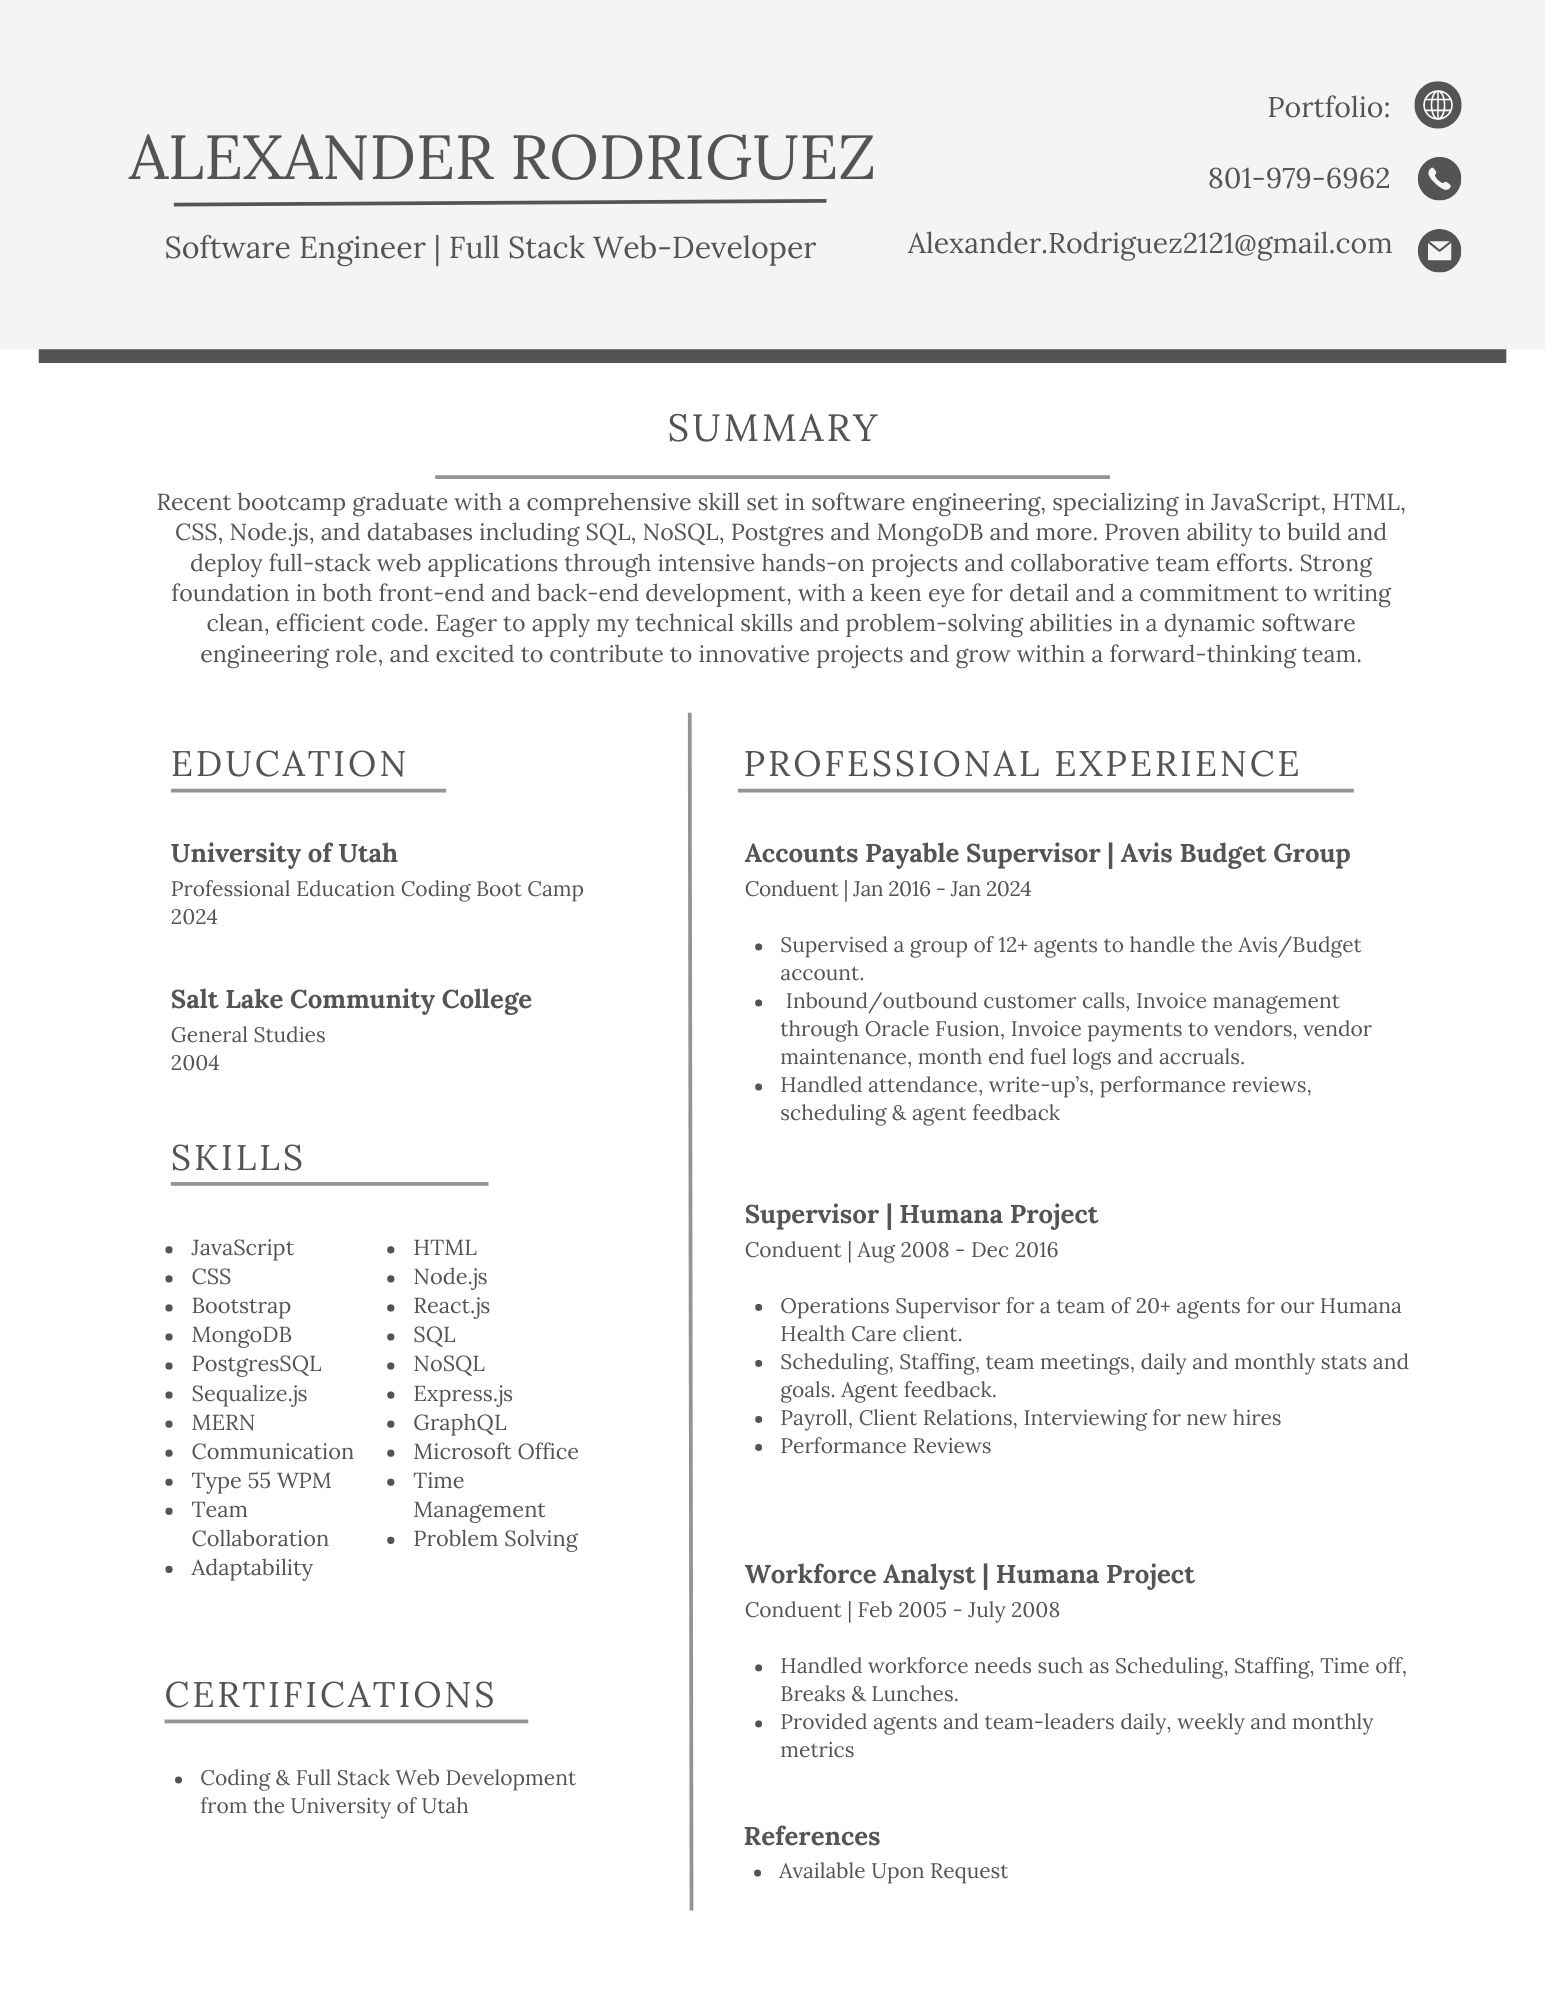 ALEXANDER RODRIGUEZ
Software Engineer | Full Stack Web-Developer
Portfolio:
801-979-6962
Alexander.Rodriguez2121@gmail.com
SUMMARY
Recent bootcamp graduate with a comprehensive skill set in software engineering, specializing in JavaScript, HTML,
CSS, Node.js, and databases including SQL, NoSQL, Postgres and MongoDB and more. Proven ability to build and
deploy full-stack web applications through intensive hands-on projects and collaborative team efforts. Strong
foundation in both front-end and back-end development, with a keen eye for detail and a commitment to writing
clean, efficient code. Eager to apply my technical skills and problem-solving abilities in a dynamic software
engineering role, and excited to contribute to innovative projects and grow within a forward-thinking team.
EDUCATION
University of Utah
Professional Education Coding Boot Camp
2024
Salt Lake Community College
General Studies
2004
SKILLS
• JavaScript
• CSS
• Bootstrap
• MongoDB
• PostgresSQL
• Sequalize.js
• MERN
• Communication
• Type 55 WPM
• Team
Collaboration
• Adaptability
• HTML
• Node.js
• React.js
• SQL
• NoSQL
• Express.js
• GraphQL
• Microsoft Office
• Time
Management
• Problem Solving
CERTIFICATIONS
• Coding & Full Stack Web Development
from the University of Utah
PROFESSIONAL EXPERIENCE
Accounts Payable Supervisor | Avis Budget Group
Conduent | Jan 2016 - Jan 2024
• Supervised a group of 12+ agents to handle the Avis/Budget
account.
• Inbound/outbound customer calls, Invoice management
through Oracle Fusion, Invoice payments to vendors, vendor
maintenance, month end fuel logs and accruals.
• Handled attendance, write-up’s, performance reviews,
scheduling & agent feedback
Supervisor | Humana Project
Conduent | Aug 2008 - Dec 2016
• Operations Supervisor for a team of 20+ agents for our Humana
Health Care client.
• Scheduling, Staffing, team meetings, daily and monthly stats and
goals. Agent feedback.
• Payroll, Client Relations, Interviewing for new hires
• Performance Reviews
Workforce Analyst | Humana Project
Conduent | Feb 2005 - July 2008
• Handled workforce needs such as Scheduling, Staffing, Time off,
Breaks & Lunches.
• Provided agents and team-leaders daily, weekly and monthly
metrics
References
• Available Upon Request